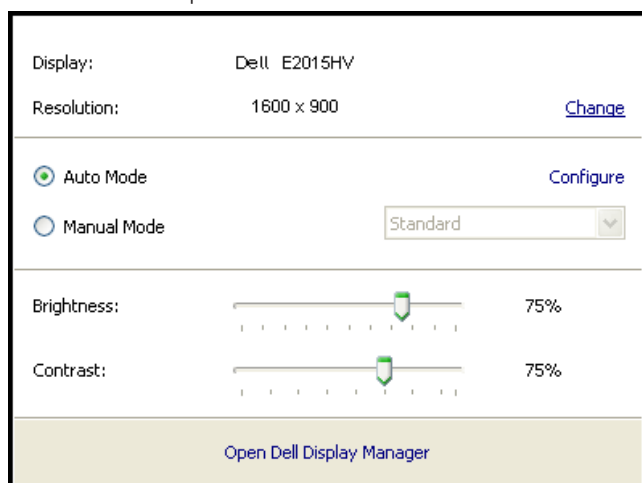 Display: Dell E2015HV
Resolution: 1600 x 900 Change
Auto Mode Configure
Manual Mode Standard
Brightness: 75%
Contrast: 75%
Open Dell Display Manager